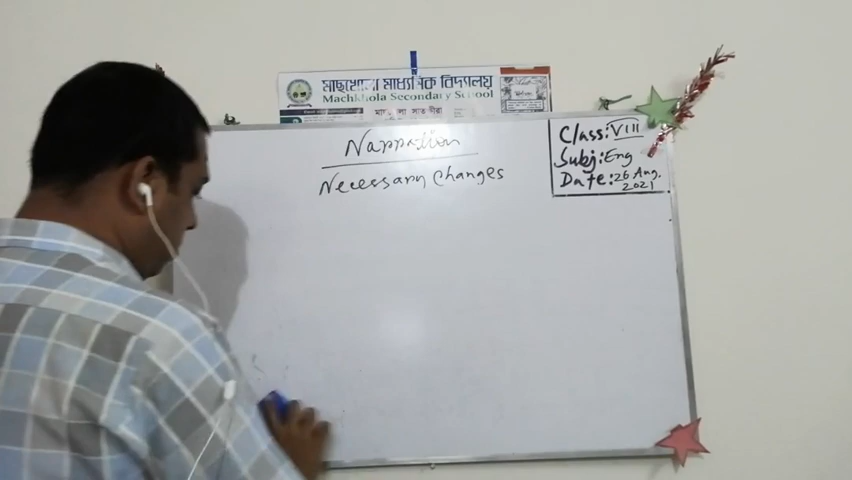 মাছখোলা মাধ্যমিক বিদ্যালয়
Machkhola Secondary School
Narration
Necessary Changes
Class: VIII
Subj: Eng
Date: 26 Aug.
2021